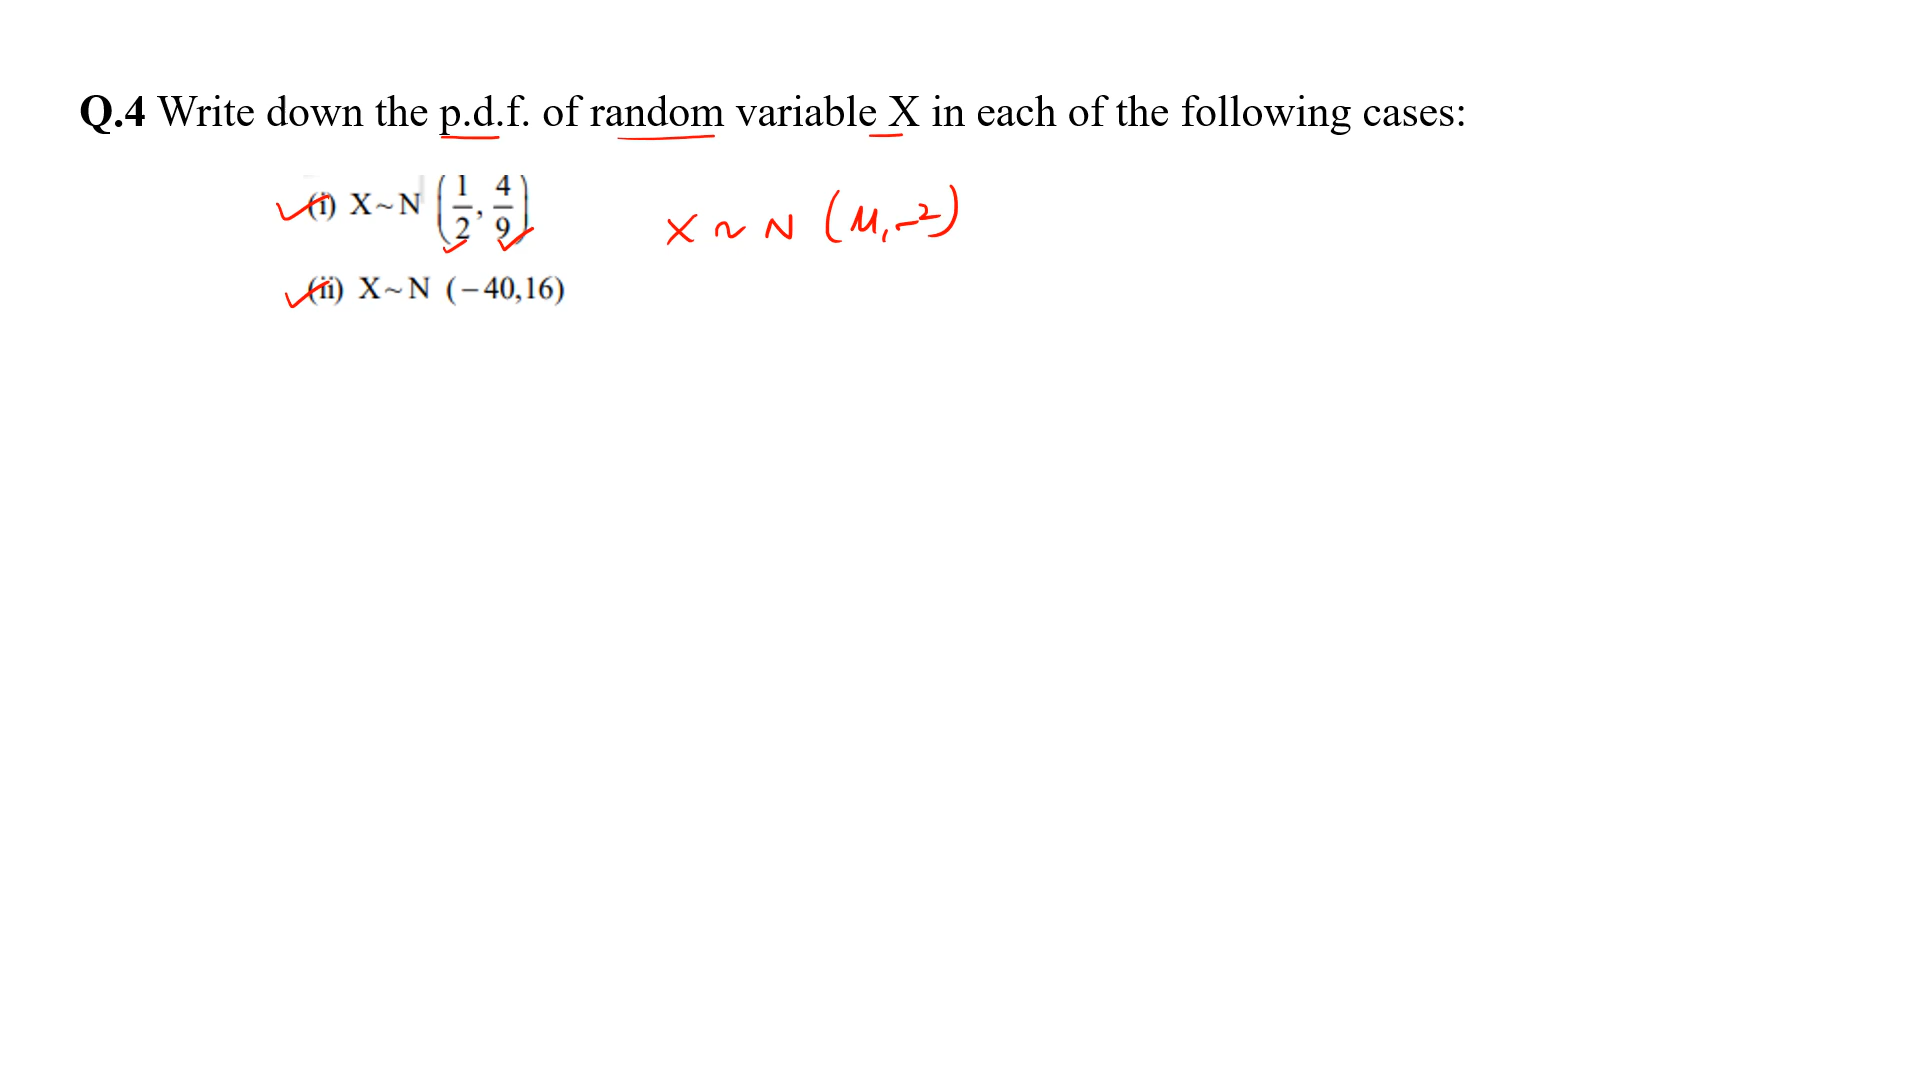 Q.4 Write down the p.d.f. of random variable X in each of the following cases:
(i) X~N (1/2, 4/9)
X ~ N (μ, σ²)
(ii) X~N (−40,16)